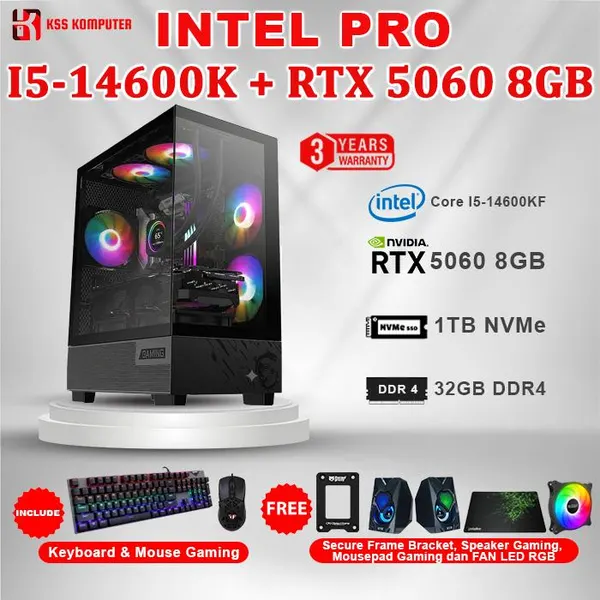 KSS KOMPUTER
INTEL PRO
I5-14600K + RTX 5060 8GB
3 YEARS
WARRANTY
intel Core I5-14600KF
NVIDIA.
RTX 5060 8GB
NVMe SSD 1TB NVMe
DDR 4 32GB DDR4
GAMING
INCLUDE
Keyboard & Mouse Gaming
FREE
Secure Frame Bracket, Speaker Gaming,
Mousepad Gaming dan FAN LED RGB